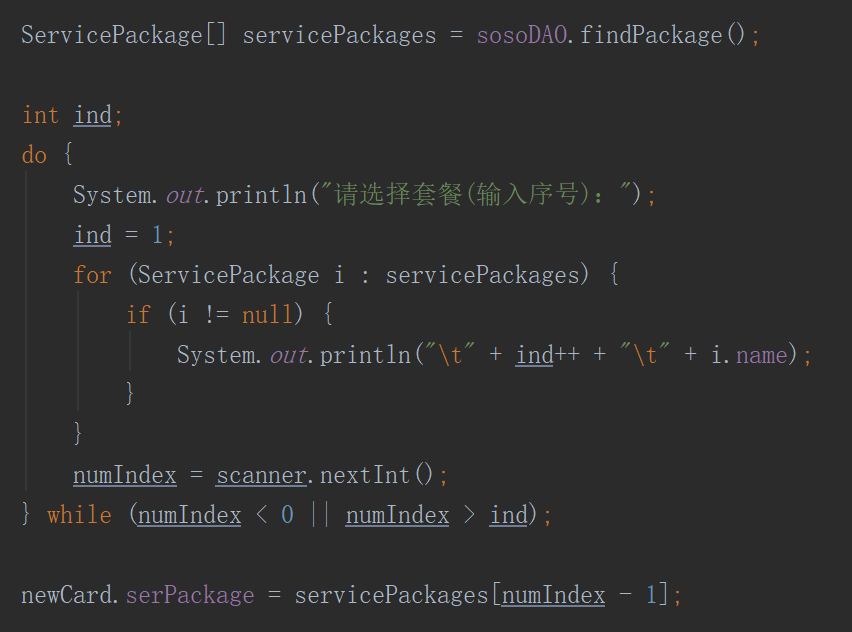 ServicePackage[] servicePackages = sosoDAO.findPackage();
int ind;
do {
System.out.println("请选择套餐(输入序号): ");
ind = 1;
for (ServicePackage i : servicePackages) {
if (i != null) {
System.out.println("\t" + ind++ + "\t" + i.name);
}
}
numIndex = scanner.nextInt();
} while (numIndex < 0 || numIndex > ind);
newCard.serPackage = servicePackages[numIndex - 1];